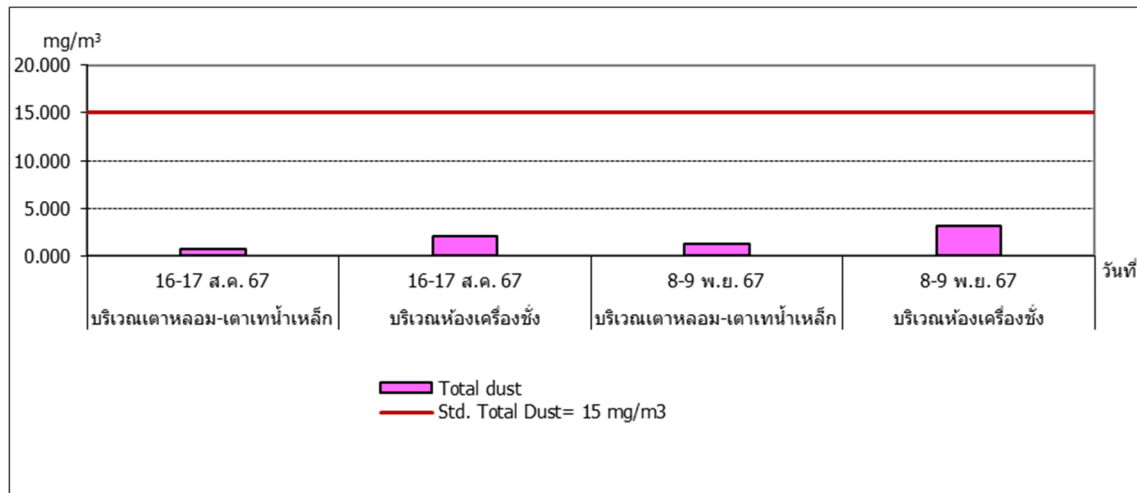 mg/m³
20.000
15.000
10.000
5.000
0.000
16-17 ส.ค. 67 16-17 ส.ค. 67 8-9 พ.ย. 67 8-9 พ.ย. 67 วันที่
บริเวณเตาหลอม-เตาเทน้ำเหล็ก บริเวณห้องเครื่องชั่ง บริเวณเตาหลอม-เตาเทน้ำเหล็ก บริเวณห้องเครื่องชั่ง
Total dust
Std. Total Dust= 15 mg/m3